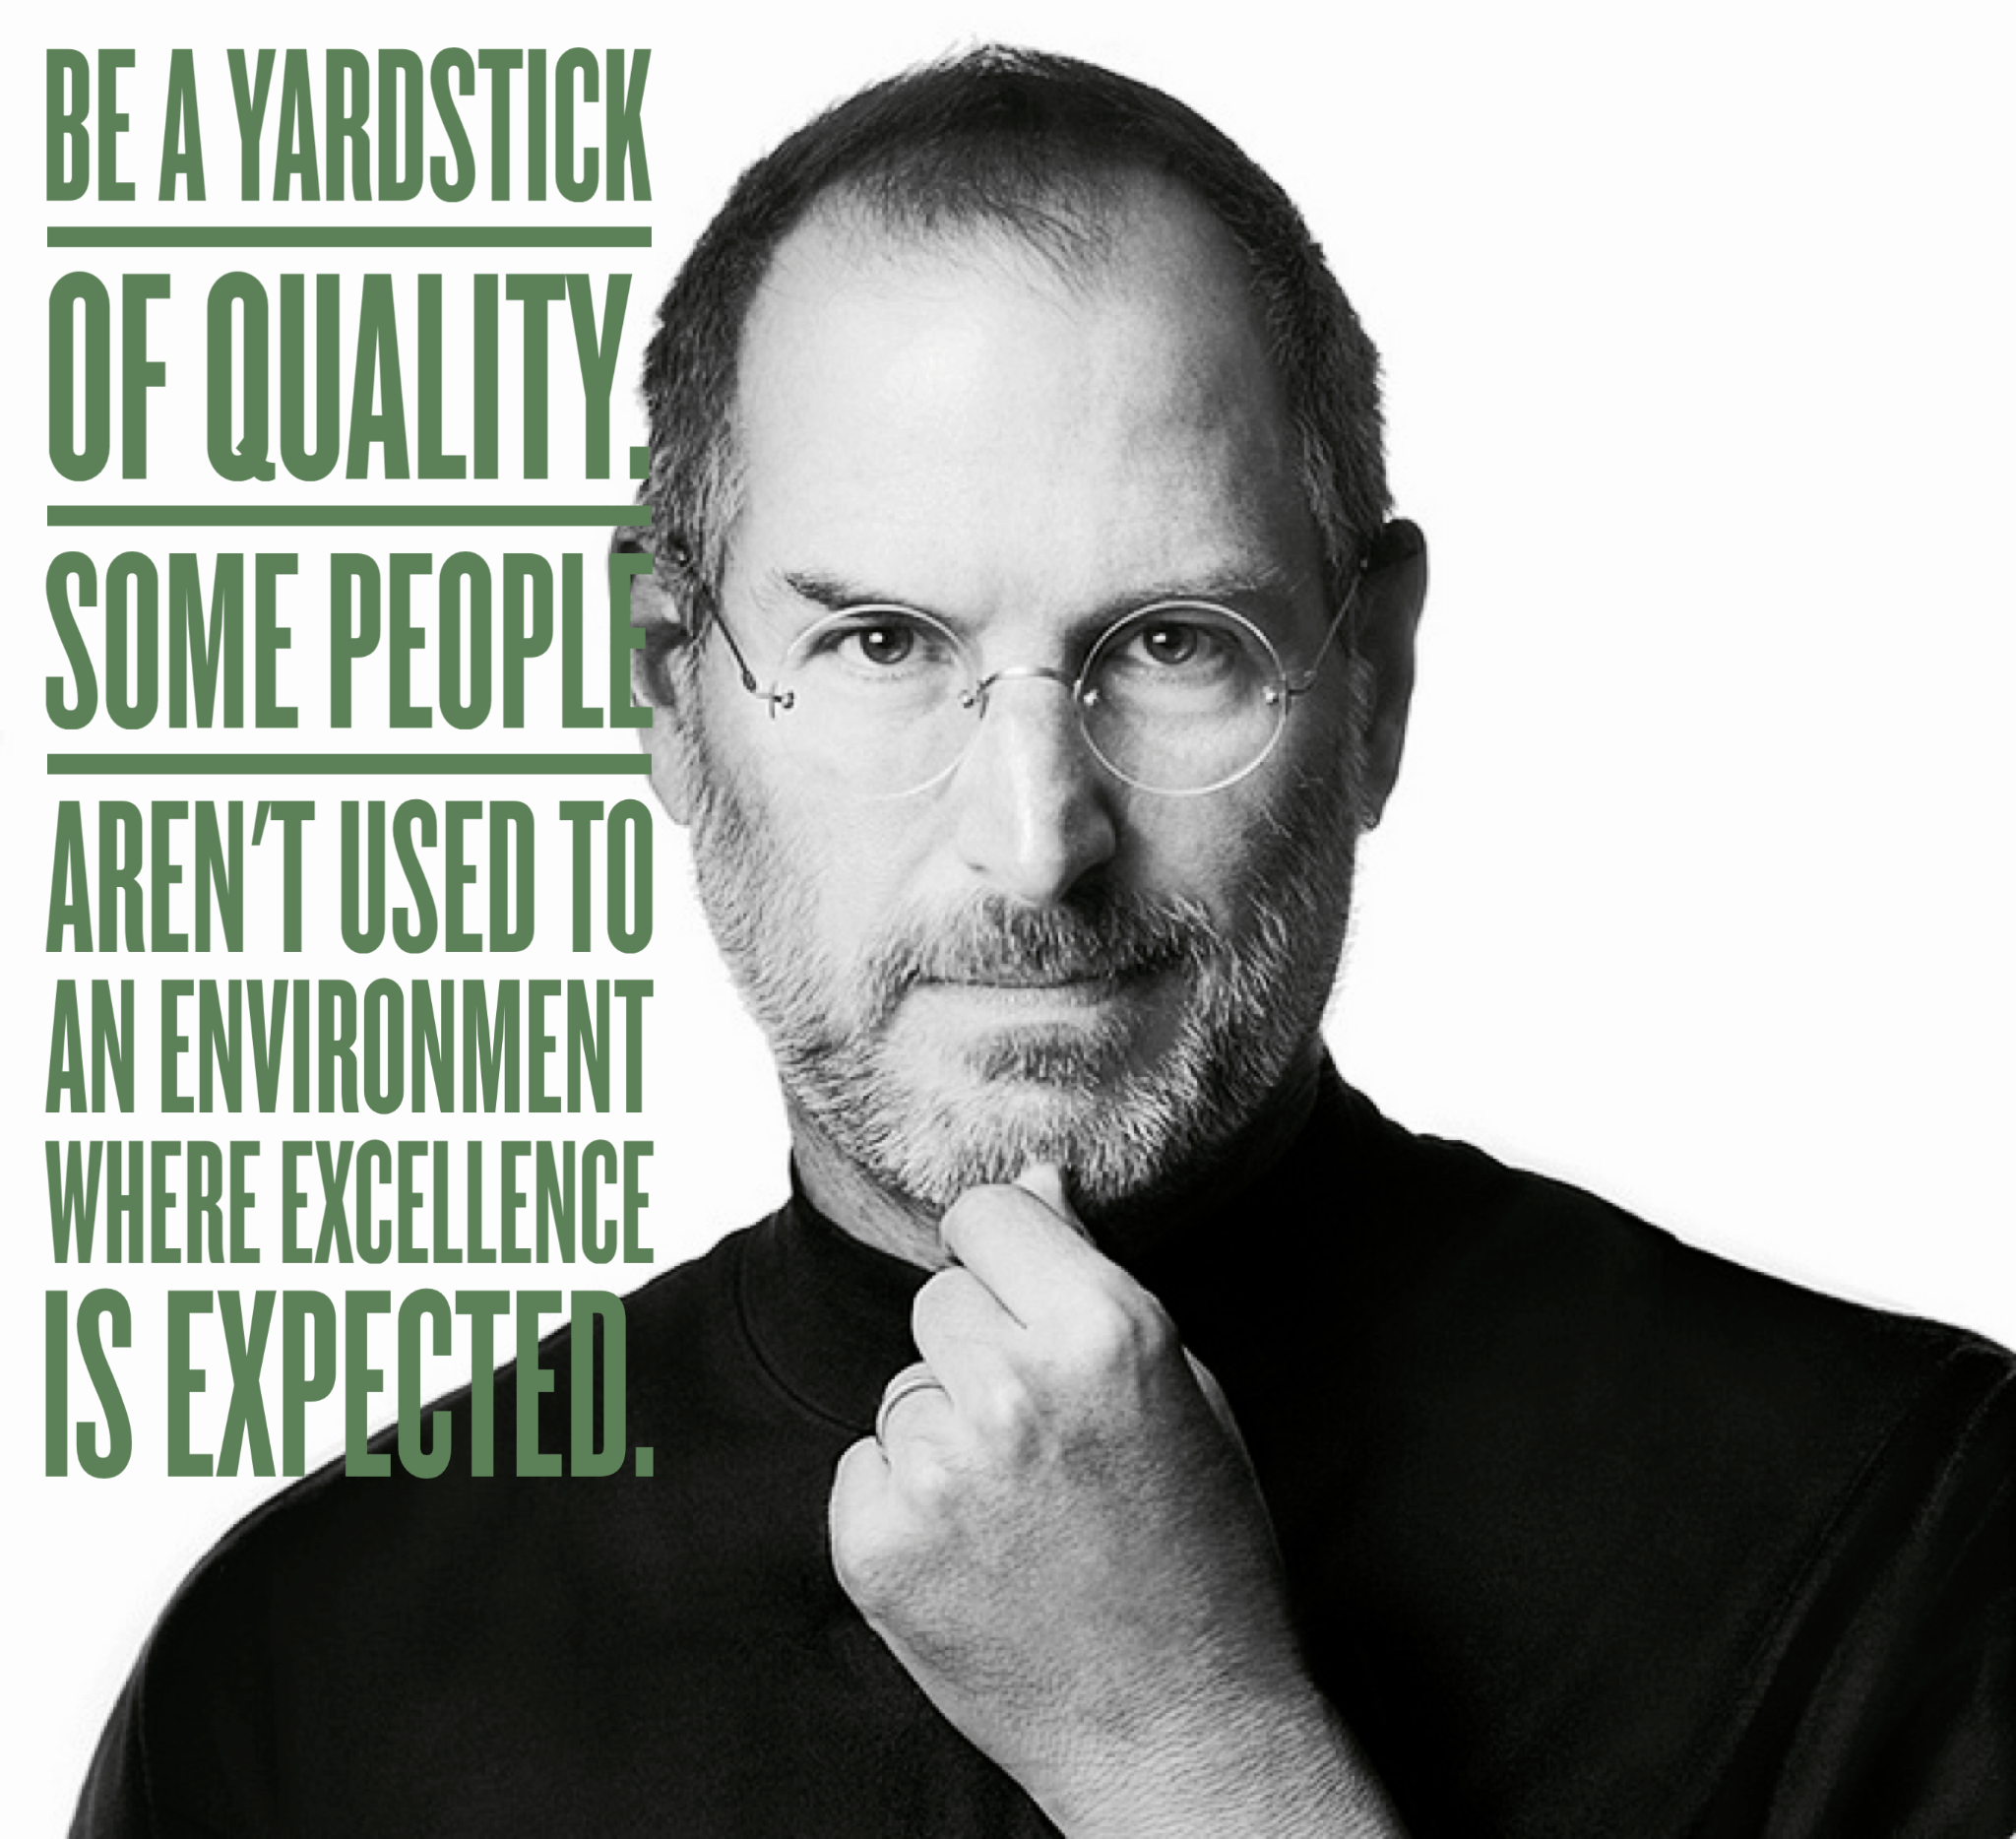 BE A YARDSTICK
OF QUALITY.
SOME PEOPLE
AREN'T USED TO
AN ENVIRONMENT
WHERE EXCELLENCE
IS EXPECTED.